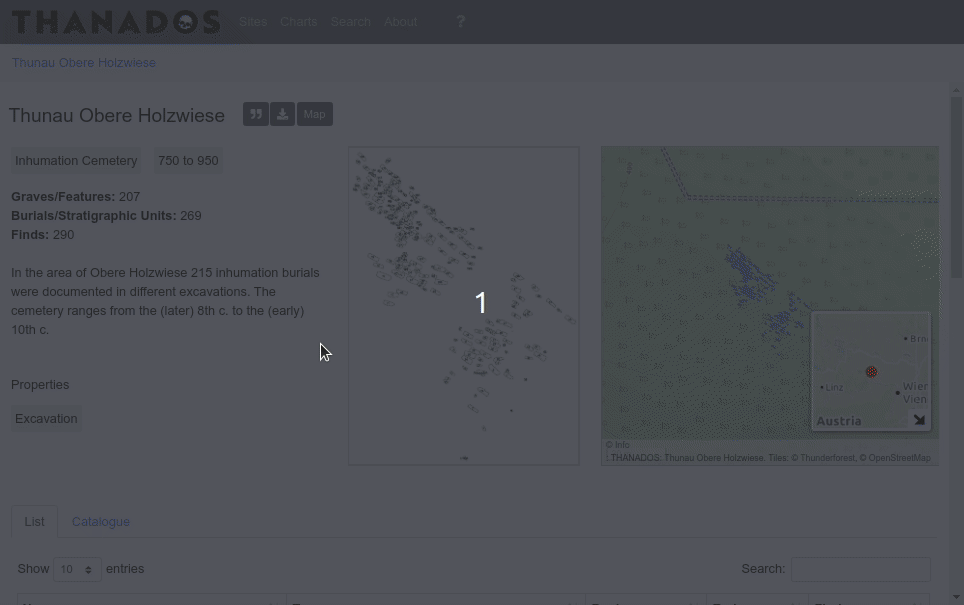 THANADOS Sites Charts Search About ?
Thunau Obere Holzwiese
Thunau Obere Holzwiese Map
Inhumation Cemetery 750 to 950
Graves/Features: 207
Burials/Stratigraphic Units: 269
Finds: 290
In the area of Obere Holzwiese 215 inhumation burials
were documented in different excavations. The
cemetery ranges from the (later) 8th c. to the (early)
10th c.
Properties
Excavation
1
Linz
Wien
Austria
© Info
THANADOS: Thunau Obere Holzwiese. Tiles: © Thunderforest, © OpenStreetMap
List Catalogue
Show 10 entries Search: